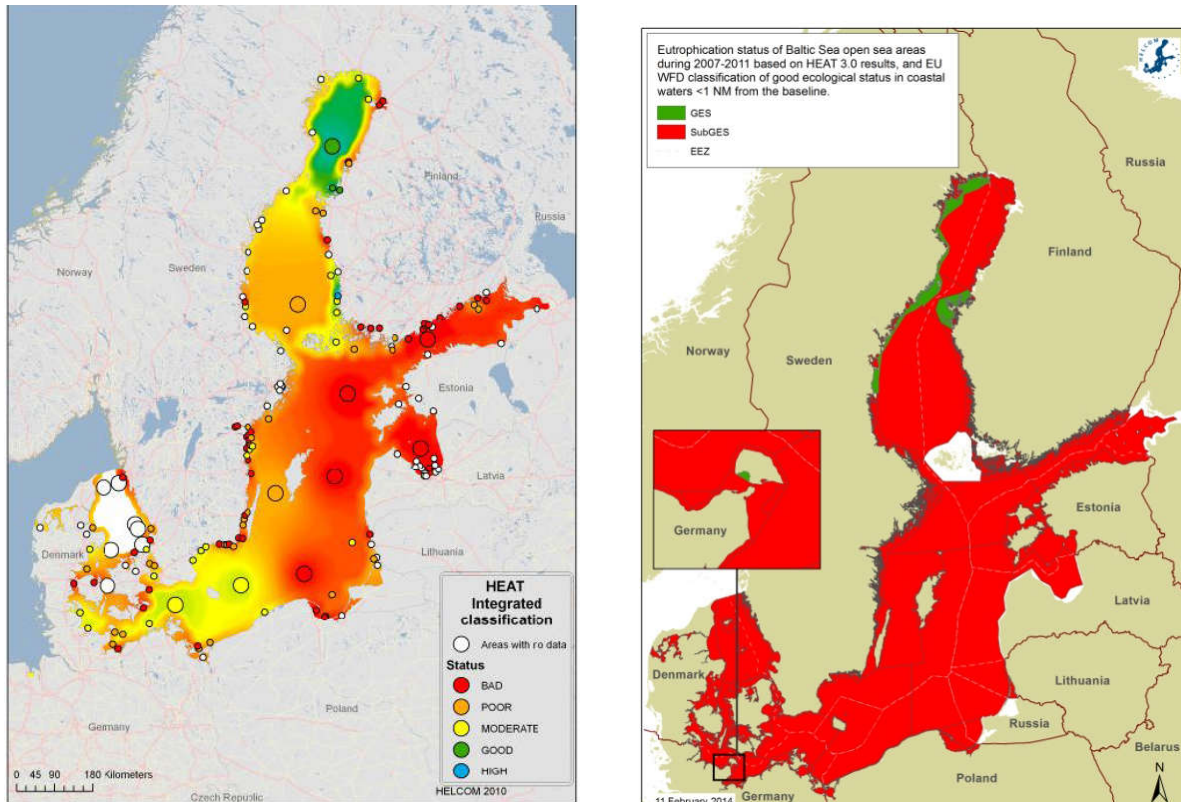 Norway
Sweden
Finland
Russia
Estonia
Latvia
Lithuania
Denmark
Germany
Poland
Czech Republic
HEAT
Integrated
classification
Areas with no data
Status
BAD
POOR
MODERATE
GOOD
HIGH
0 45 90 180 Kilometers
HELCOM 2010
Eutrophication status of Baltic Sea open sea areas
during 2007-2011 based on HEAT 3.0 results, and EU
WFD classification of good ecological status in coastal
waters <1 NM from the baseline.
GES
SubGES
EEZ
HELCOM
Russia
Finland
Norway
Sweden
Estonia
Germany
Latvia
Denmark
Lithuania
Russia
Belarus
Poland
Germany
N
11 February 2014